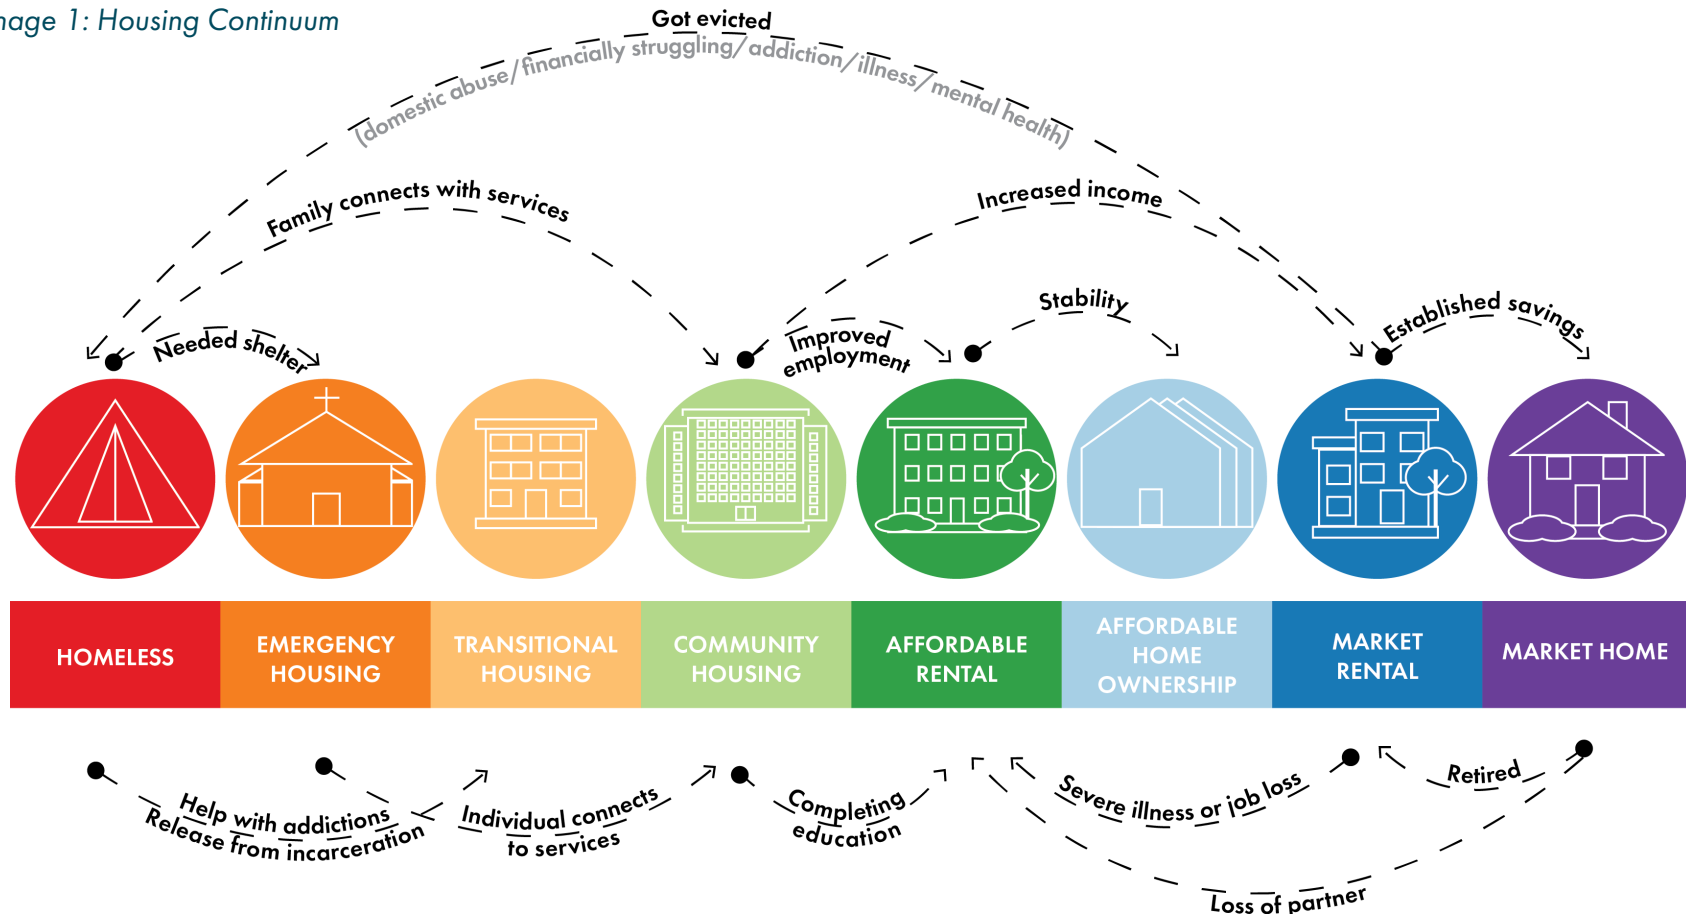 nage 1: Housing Continuum
Got evicted
(domestic abuse/financially struggling/addiction/illness/mental health)
Family connects with services
Increased income
Needed shelter
Improved
employment
Stability
Established savings
HOMELESS
EMERGENCY
HOUSING
TRANSITIONAL
HOUSING
COMMUNITY
HOUSING
AFFORDABLE
RENTAL
AFFORDABLE
HOME
OWNERSHIP
MARKET
RENTAL
MARKET HOME
Help with addictions
Release from incarceration
Individual connects
to services
Completing
education
Severe illness or job loss
Retired
Loss of partner